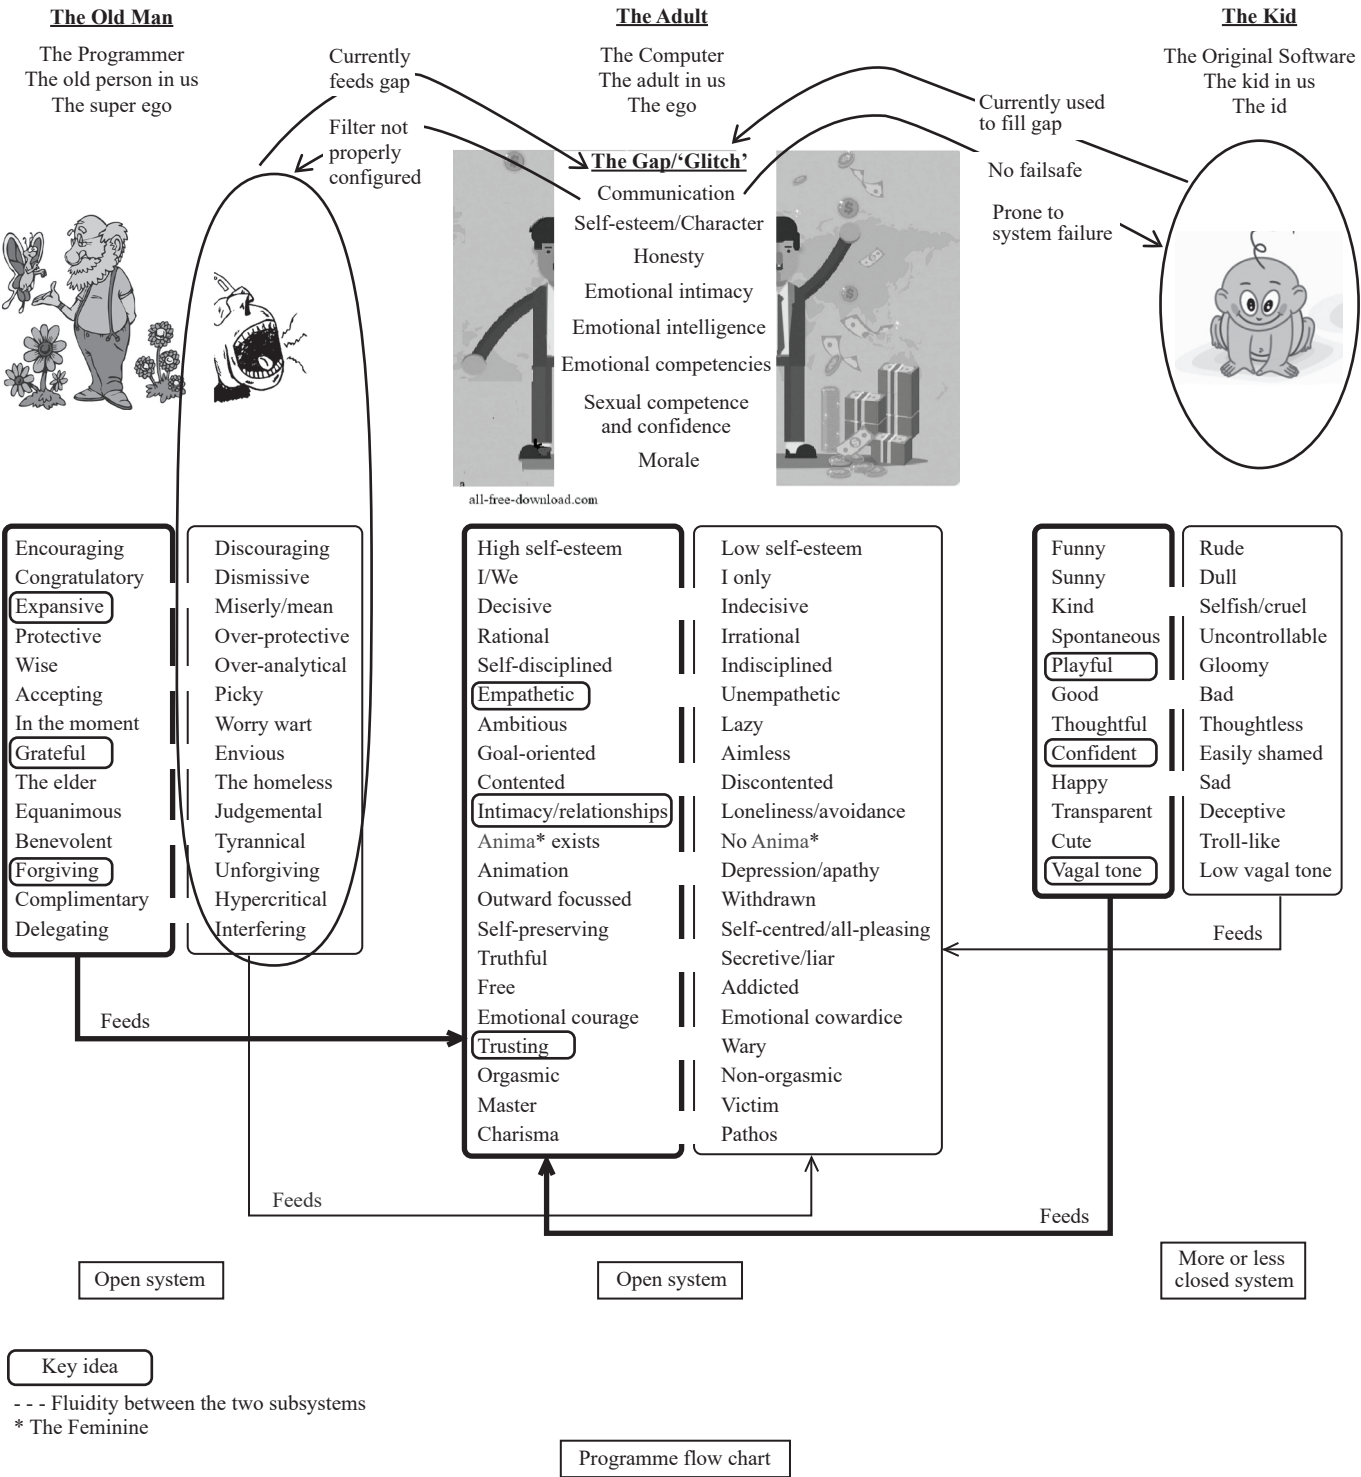 The Old Man
The Programmer
The old person in us
The super ego
The Adult
The Computer
The adult in us
The ego
The Kid
The Original Software
The kid in us
The id
Currently
feeds gap
Filter not
properly
configured
Currently used
to fill gap
No failsafe
Prone to
system failure
The Gap/‘Glitch’
Communication
Self-esteem/Character
Honesty
Emotional intimacy
Emotional intelligence
Emotional competencies
Sexual competence
and confidence
Morale
all-free-download.com
Encouraging
Congratulatory
Expansive
Protective
Wise
Accepting
In the moment
Grateful
The elder
Equanimous
Benevolent
Forgiving
Complimentary
Delegating
Discouraging
Dismissive
Miserly/mean
Over-protective
Over-analytical
Picky
Worry wart
Envious
The homeless
Judgemental
Tyrannical
Unforgiving
Hypercritical
Interfering
High self-esteem
I/We
Decisive
Rational
Self-disciplined
Empathetic
Ambitious
Goal-oriented
Contented
Intimacy/relationships
Anima* exists
Animation
Outward focussed
Self-preserving
Truthful
Free
Emotional courage
Trusting
Orgasmic
Master
Charisma
Low self-esteem
I only
Indecisive
Irrational
Indisciplined
Unempathetic
Lazy
Aimless
Discontented
Loneliness/avoidance
No Anima*
Depression/apathy
Withdrawn
Self-centred/all-pleasing
Secretive/liar
Addicted
Emotional cowardice
Wary
Non-orgasmic
Victim
Pathos
Funny
Sunny
Kind
Spontaneous
Playful
Good
Thoughtful
Confident
Happy
Transparent
Cute
Vagal tone
Rude
Dull
Selfish/cruel
Uncontrollable
Gloomy
Bad
Thoughtless
Easily shamed
Sad
Deceptive
Troll-like
Low vagal tone
Feeds
Feeds
Feeds
Feeds
Open system
Open system
More or less
closed system
Key idea
- - - Fluidity between the two subsystems
* The Feminine
Programme flow chart